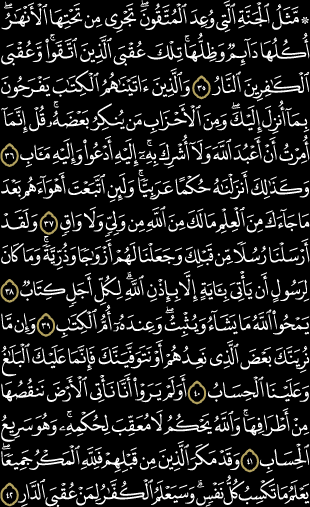 ۞ مَّثَلُ ٱلْجَنَّةِ ٱلَّتِى وُعِدَ ٱلْمُتَّقُونَ ۖ تَجْرِى مِن تَحْتِهَا ٱلْأَنْهَٰرُ ۖ
أُكُلُهَا دَآئِمٌ وَظِلُّهَا ۚ تِلْكَ عُقْبَى ٱلَّذِينَ ٱتَّقَوا۟ ۖ وَّعُقْبَى
ٱلْكَٰفِرِينَ ٱلنَّارُ ٣٥ وَٱلَّذِينَ ءَاتَيْنَٰهُمُ ٱلْكِتَٰبَ يَفْرَحُونَ
بِمَآ أُنزِلَ إِلَيْكَ ۖ وَمِنَ ٱلْأَحْزَابِ مَن يُنكِرُ بَعْضَهُۥ ۚ قُلْ إِنَّمَآ
أُمِرْتُ أَنْ أَعْبُدَ ٱللَّهَ وَلَآ أُشْرِكَ بِهِۦٓ ۚ إِلَيْهِ أَدْعُوا۟ وَإِلَيْهِ مَـَٔابِ ٣٦
وَكَذَٰلِكَ أَنزَلْنَٰهُ حُكْمًا عَرَبِيًّا ۚ وَلَئِنِ ٱتَّبَعْتَ أَهْوَآءَهُم بَعْدَ
مَا جَآءَكَ مِنَ ٱلْعِلْمِ مَا لَكَ مِنَ ٱللَّهِ مِن وَلِىٍّ وَلَا وَاقٍ ٣٧ وَلَقَدْ
أَرْسَلْنَا رُسُلًا مِّن قَبْلِكَ وَجَعَلْنَا لَهُمْ أَزْوَٰجًا وَذُرِّيَّةً ۚ وَمَا كَانَ
لِرَسُولٍ أَن يَأْتِىَ بِـَٔايَةٍ إِلَّا بِإِذْنِ ٱللَّهِ ۗ لِكُلِّ أَجَلٍ كِتَابٌ ٣٨
يَمْحُوا۟ ٱللَّهُ مَا يَشَآءُ وَيُثْبِتُ ۖ وَعِندَهُۥٓ أُمُّ ٱلْكِتَٰبِ ٣٩ وَإِن مَّا
نُرِيَنَّكَ بَعْضَ ٱلَّذِى نَعِدُهُمْ أَوْ نَتَوَفَّيَنَّكَ فَإِنَّمَا عَلَيْكَ ٱلْبَلَٰغُ
وَعَلَيْنَا ٱلْحِسَابُ ٤٠ أَوَلَمْ يَرَوْا۟ أَنَّا نَأْتِى ٱلْأَرْضَ نَنقُصُهَا
مِنْ أَطْرَافِهَا ۚ وَٱللَّهُ يَحْكُمُ لَا مُعَقِّبَ لِحُكْمِهِۦ ۚ وَهُوَ سَرِيعُ
ٱلْحِسَابِ ٤١ وَقَدْ مَكَرَ ٱلَّذِينَ مِن قَبْلِهِمْ فَلِلَّهِ ٱلْمَكْرُ جَمِيعًا ۖ
يَعْلَمُ مَا تَكْسِبُ كُلُّ نَفْسٍ ۗ وَسَيَعْلَمُ ٱلْكُفَّٰرُ لِمَنْ عُقْبَى ٱلدَّارِ ٤٢